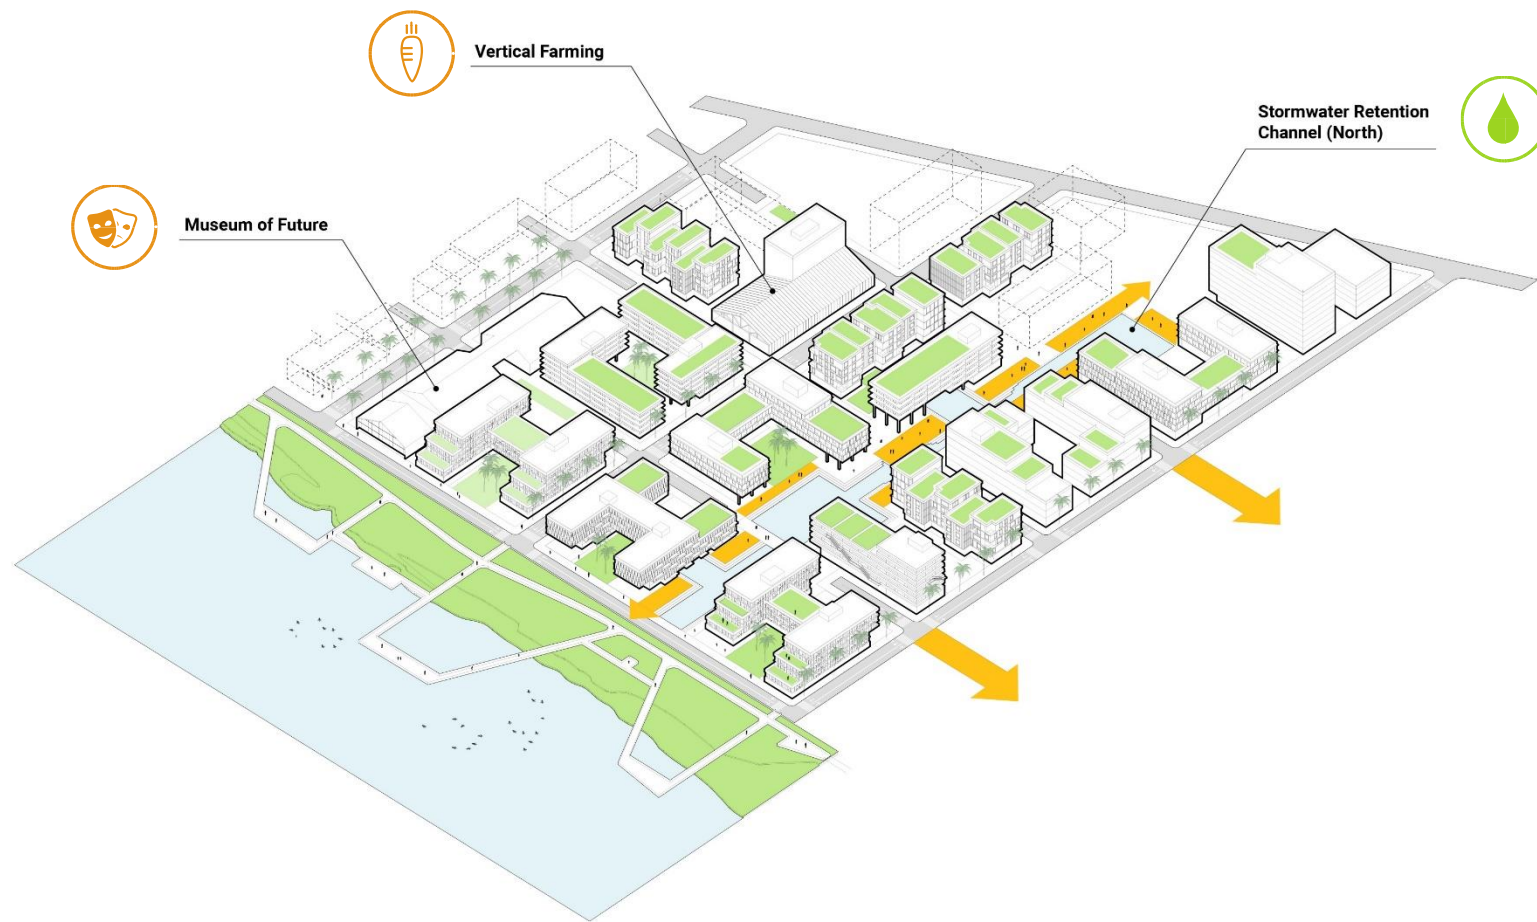 Vertical Farming
Stormwater Retention
Channel (North)
Museum of Future